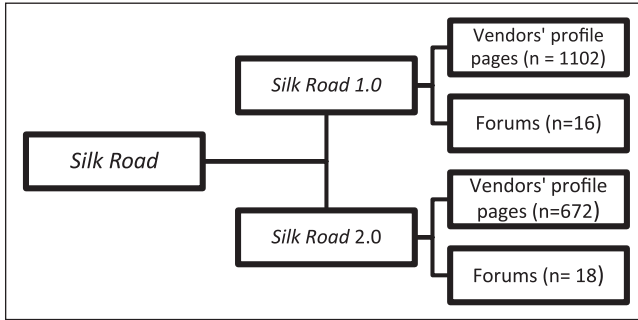 Silk Road
Silk Road 1.0
Vendors' profile
pages (n = 1102)
Forums (n=16)
Silk Road 2.0
Vendors' profile
pages (n=672)
Forums (n= 18)